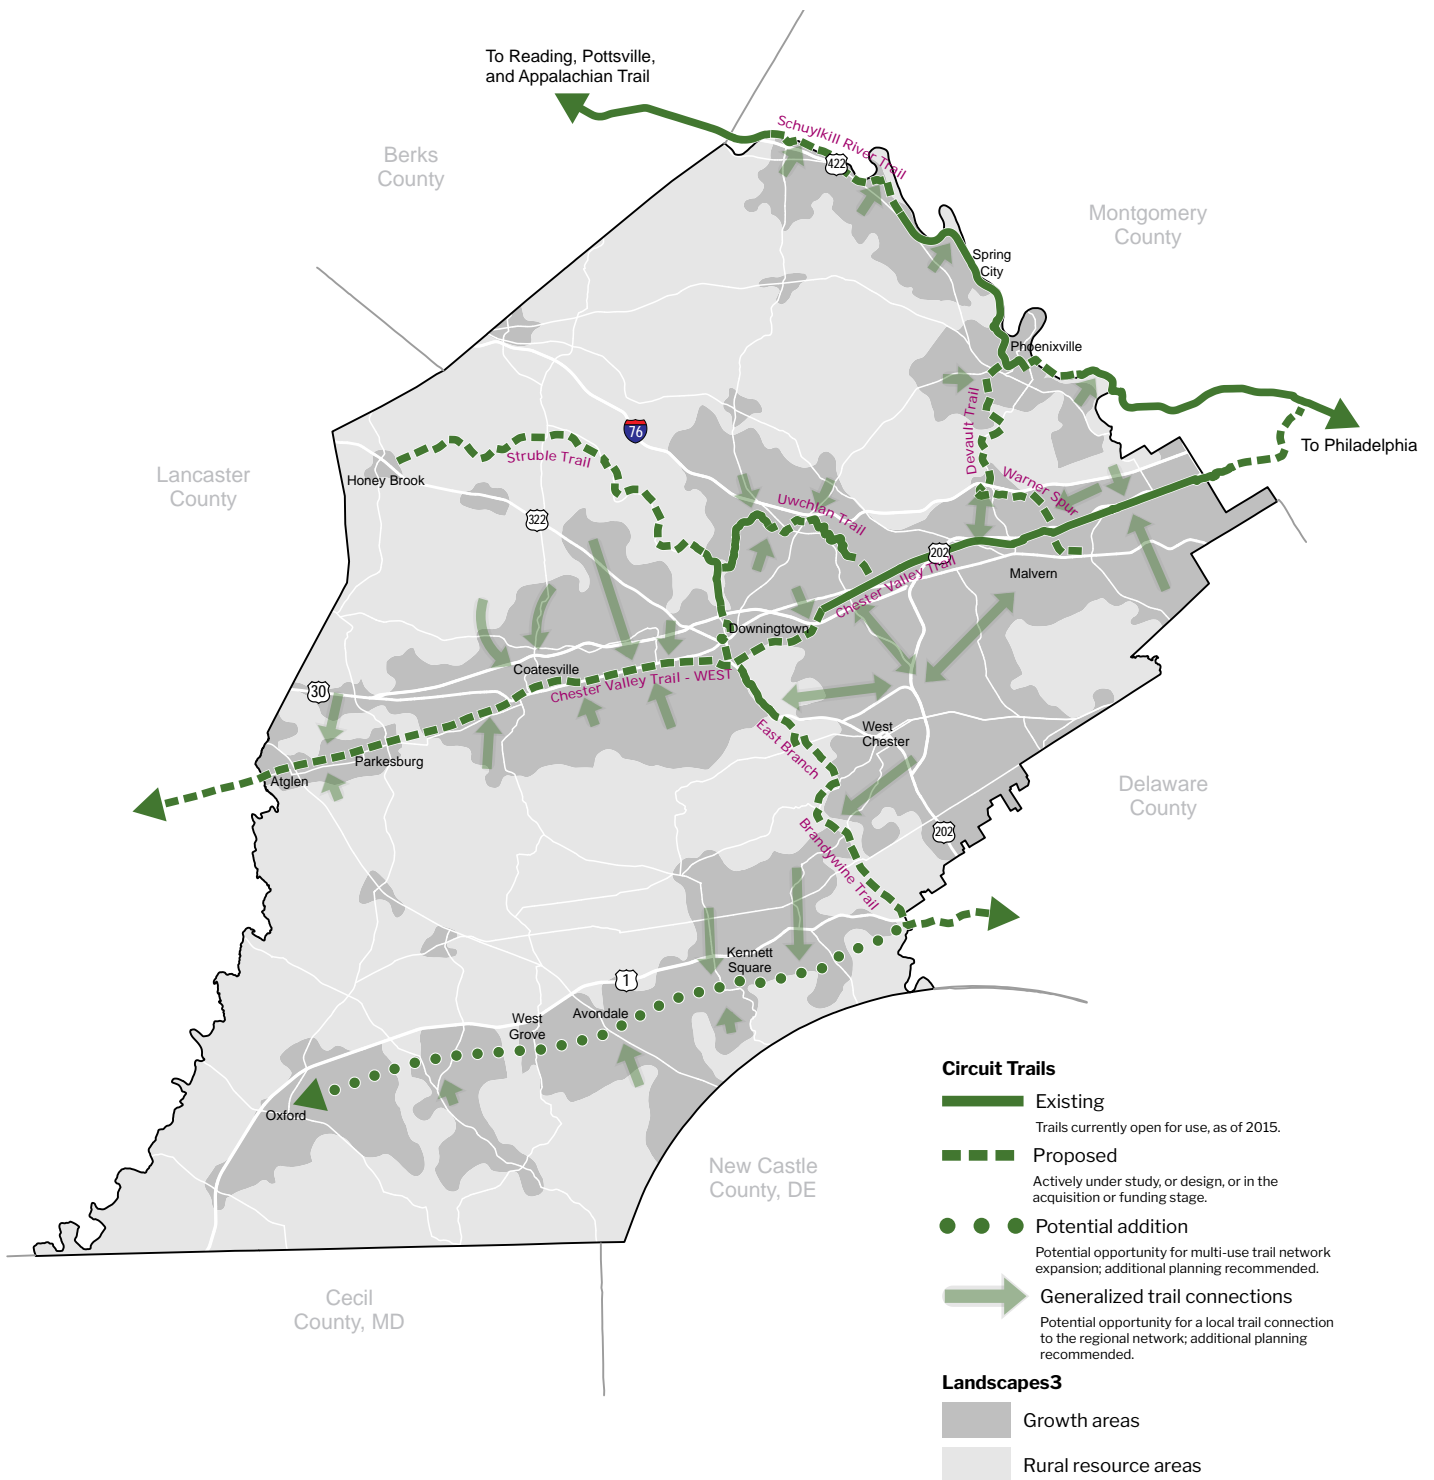 To Reading, Pottsville,
and Appalachian Trail
Schuylkill River Trail
422
Berks
County
Montgomery
County
Spring
City
Phoenixville
To Philadelphia
76
Devault Trail
Struble Trail
Honey Brook
Lancaster
County
Warner Spur
Uwchlan Trail
322
202
Chester Valley Trail
Malvern
Downingtown
Coatesville
Chester Valley Trail - WEST
30
West
Chester
East Branch
Parkesburg
Atglen
Delaware
County
202
Brandywine Trail
Kennett
Square
1
Avondale
West
Grove
Oxford
New Castle
County, DE
Cecil
County, MD
Circuit Trails
Existing
Trails currently open for use, as of 2015.
Proposed
Actively under study, or design, or in the
acquisition or funding stage.
Potential addition
Potential opportunity for multi-use trail network
expansion; additional planning recommended.
Generalized trail connections
Potential opportunity for a local trail connection
to the regional network; additional planning
recommended.
Landscapes3
Growth areas
Rural resource areas